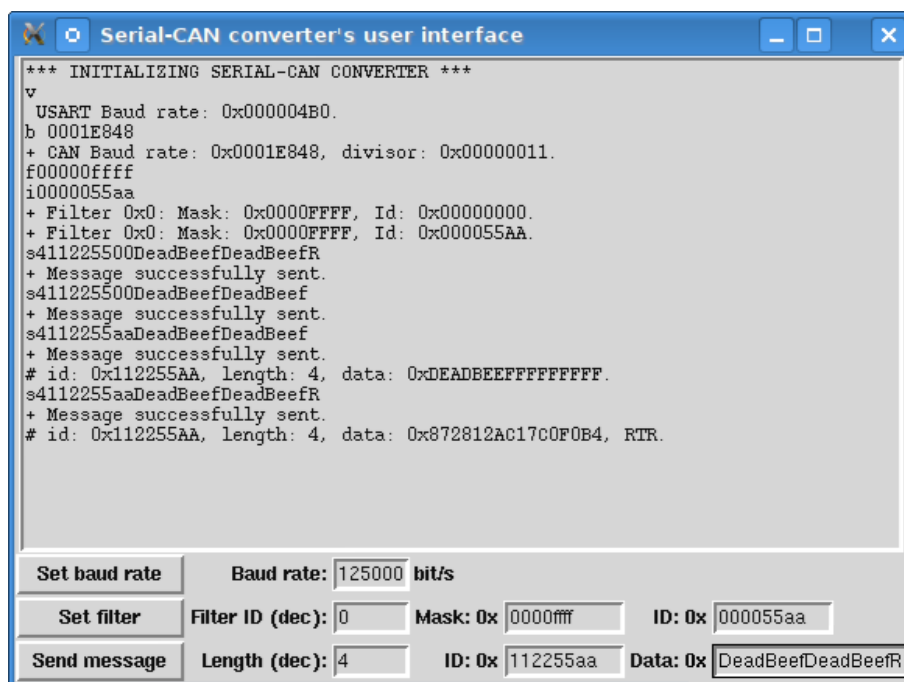 Serial-CAN converter's user interface
*** INITIALIZING SERIAL-CAN CONVERTER ***
v
USART Baud rate: 0x000004B0.
b 0001E848
+ CAN Baud rate: 0x0001E848, divisor: 0x00000011.
f00000ffff
i0000055aa
+ Filter 0x0: Mask: 0x0000FFFF, Id: 0x00000000.
+ Filter 0x0: Mask: 0x0000FFFF, Id: 0x000055AA.
s411225500DeadBeefDeadBeefR
+ Message successfully sent.
s411225500DeadBeefDeadBeef
+ Message successfully sent.
s4112255aaDeadBeefDeadBeef
+ Message successfully sent.
# id: 0x112255AA, length: 4, data: 0xDEADBEEFFFFFFFFF.
s4112255aaDeadBeefDeadBeefR
+ Message successfully sent.
# id: 0x112255AA, length: 4, data: 0x872812AC17C0F0B4, RTR.
Set baud rate Baud rate: 125000 bit/s
Set filter Filter ID (dec): 0 Mask: 0x 0000ffff ID: 0x 000055aa
Send message Length (dec): 4 ID: 0x 112255aa Data: 0x DeadBeefDeadBeefR